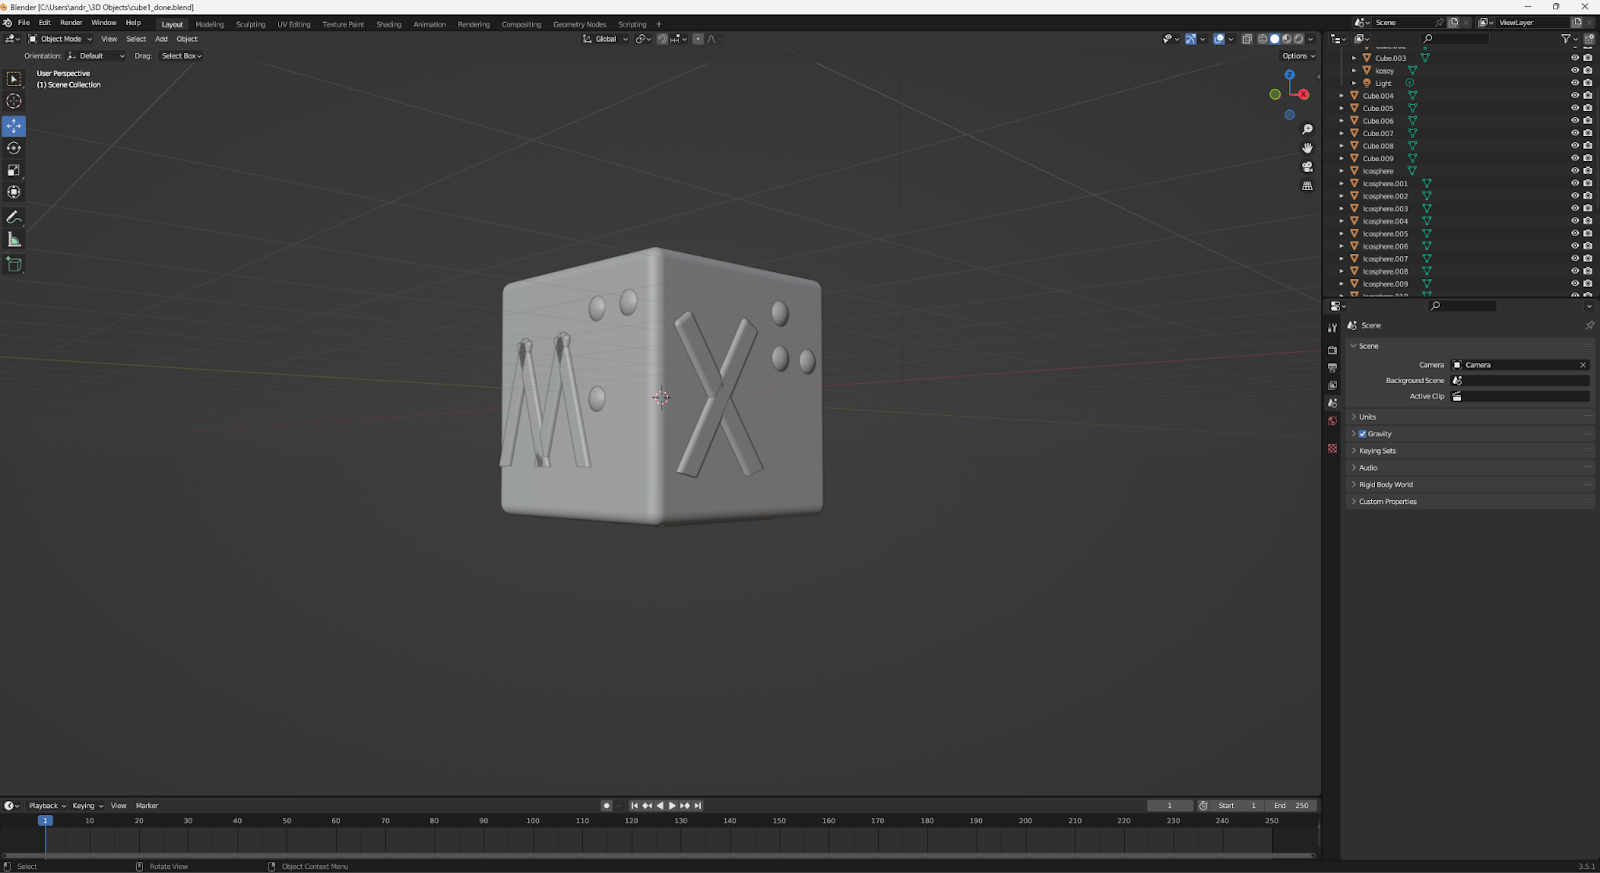 Blender [C:\Users\andr_\3D Objects\cube1_done.blend]
File Edit Render Window Help Layout Modeling Sculpting UV Editing Texture Paint Shading Animation Rendering Compositing Geometry Nodes Scripting + Scene ViewLayer
Object Mode View Select Add Object Global
Orientation: Default Drag: Select Box Options
User Perspective
(1) Scene Collection
Z
X
M X
Cube.003
kosoy
Light
Cube.004
Cube.005
Cube.006
Cube.007
Cube.008
Cube.009
Icosphere
Icosphere.001
Icosphere.002
Icosphere.003
Icosphere.004
Icosphere.005
Icosphere.006
Icosphere.007
Icosphere.008
Icosphere.009
Scene
Scene
Camera Camera
Background Scene
Active Clip
Units
Gravity
Keying Sets
Audio
Rigid Body World
Custom Properties
Playback Keying View Marker 1 Start 1 End 250
1 10 20 30 40 50 60 70 80 90 100 110 120 130 140 150 160 170 180 190 200 210 220 230 240 250
Select Rotate View Object Context Menu 3.5.1